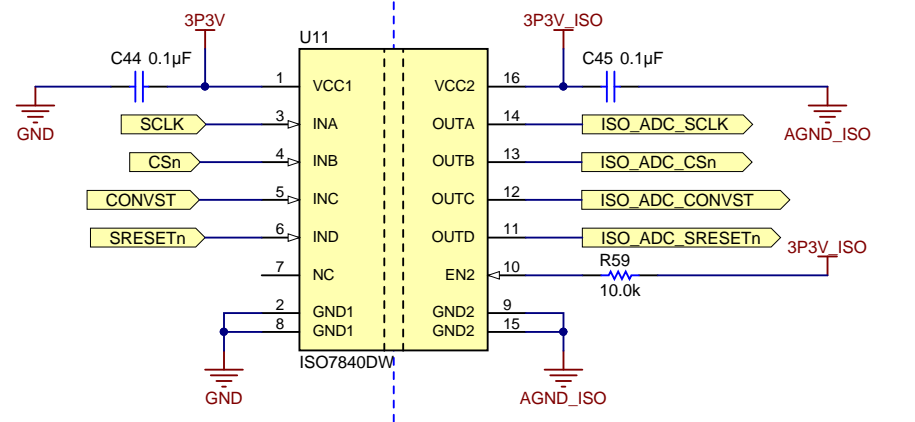 3P3V
3P3V_ISO
U11
C44 0.1µF
C45 0.1µF
1 VCC1 VCC2 16
GND
AGND_ISO
SCLK 3 INA OUTA 14 ISO_ADC_SCLK
CSn 4 INB OUTB 13 ISO_ADC_CSn
CONVST 5 INC OUTC 12 ISO_ADC_CONVST
SRESETn 6 IND OUTD 11 ISO_ADC_SRESETn
3P3V_ISO
7 NC EN2 10 R59
10.0k
2 GND1 GND2 9
8 GND1 GND2 15
ISO7840DW
GND
AGND_ISO